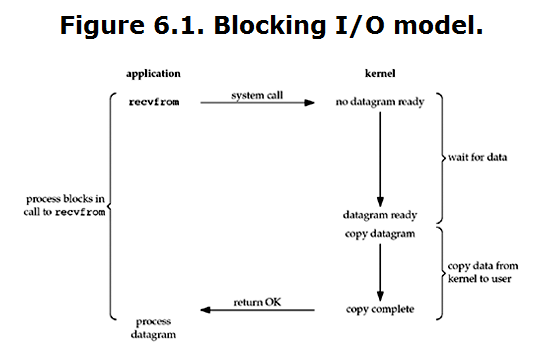 Figure 6.1. Blocking I/O model.
application
kernel
recvfrom
system call
no datagram ready
wait for data
process blocks in
call to recvfrom
datagram ready
copy datagram
copy data from
kernel to user
return OK
copy complete
process
datagram